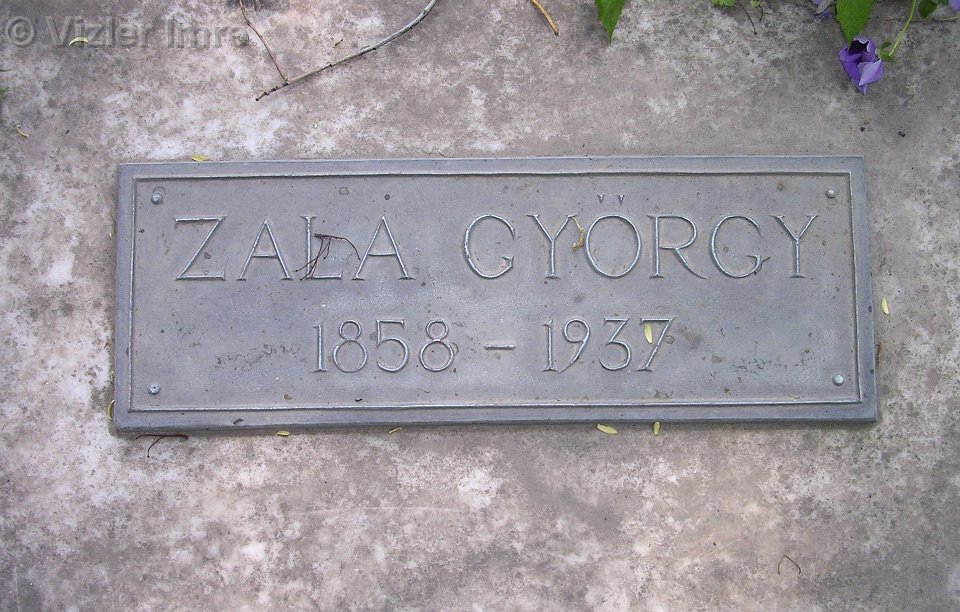 © Vizler Imre
ZALA GYÖRGY
1858 - 1937